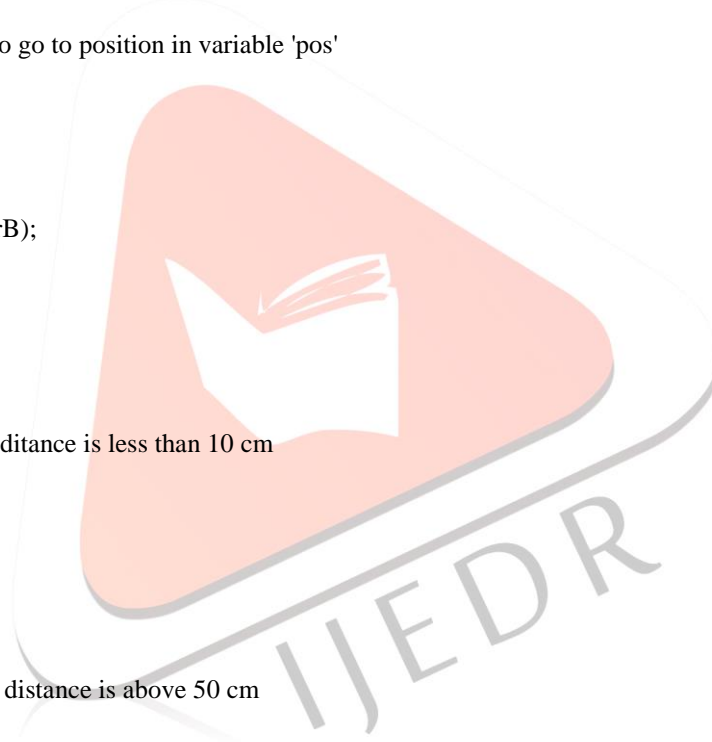 o go to position in variable 'pos'
B);
ditance is less than 10 cm
distance is above 50 cm
IJEDR